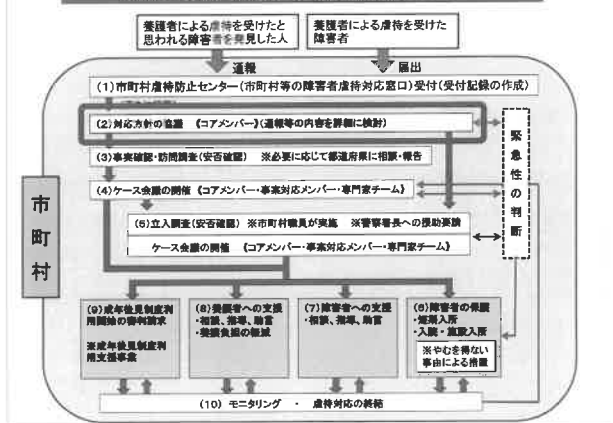 養護者による虐待を受けたと
思われる障害者を発見した人
養護者による虐待を受けた
障害者
通報
届出
(1)市町村虐待防止センター(市町村等の障害者虐待対応窓口)受付(受付記録の作成)
(2)対応方針の協議 《コアメンバー》(通報等の内容を詳細に検討)
(3)事実確認・訪問調査(安否確認) ※必要に応じて都道府県に相談・報告
(4)ケース会議の開催 《コアメンバー・事案対応メンバー・専門家チーム》
(5)立入調査(安否確認) ※市町村職員が実施 ※警察署長への援助要請
ケース会議の開催 《コアメンバー・事案対応メンバー・専門家チーム》
緊急性の判断
市町村
(9)成年後見制度利
用開始の審判請求
※成年後見制度利
用支援事業
(8)養護者への支援
・相談、指導、助言
・養護負担の軽減
(7)障害者への支援
・相談、指導、助言
(6)障害者の保護
・短期入所
・入院・施設入所
※やむを得ない
事由による措置
(10) モニタリング ・ 虐待対応の終結